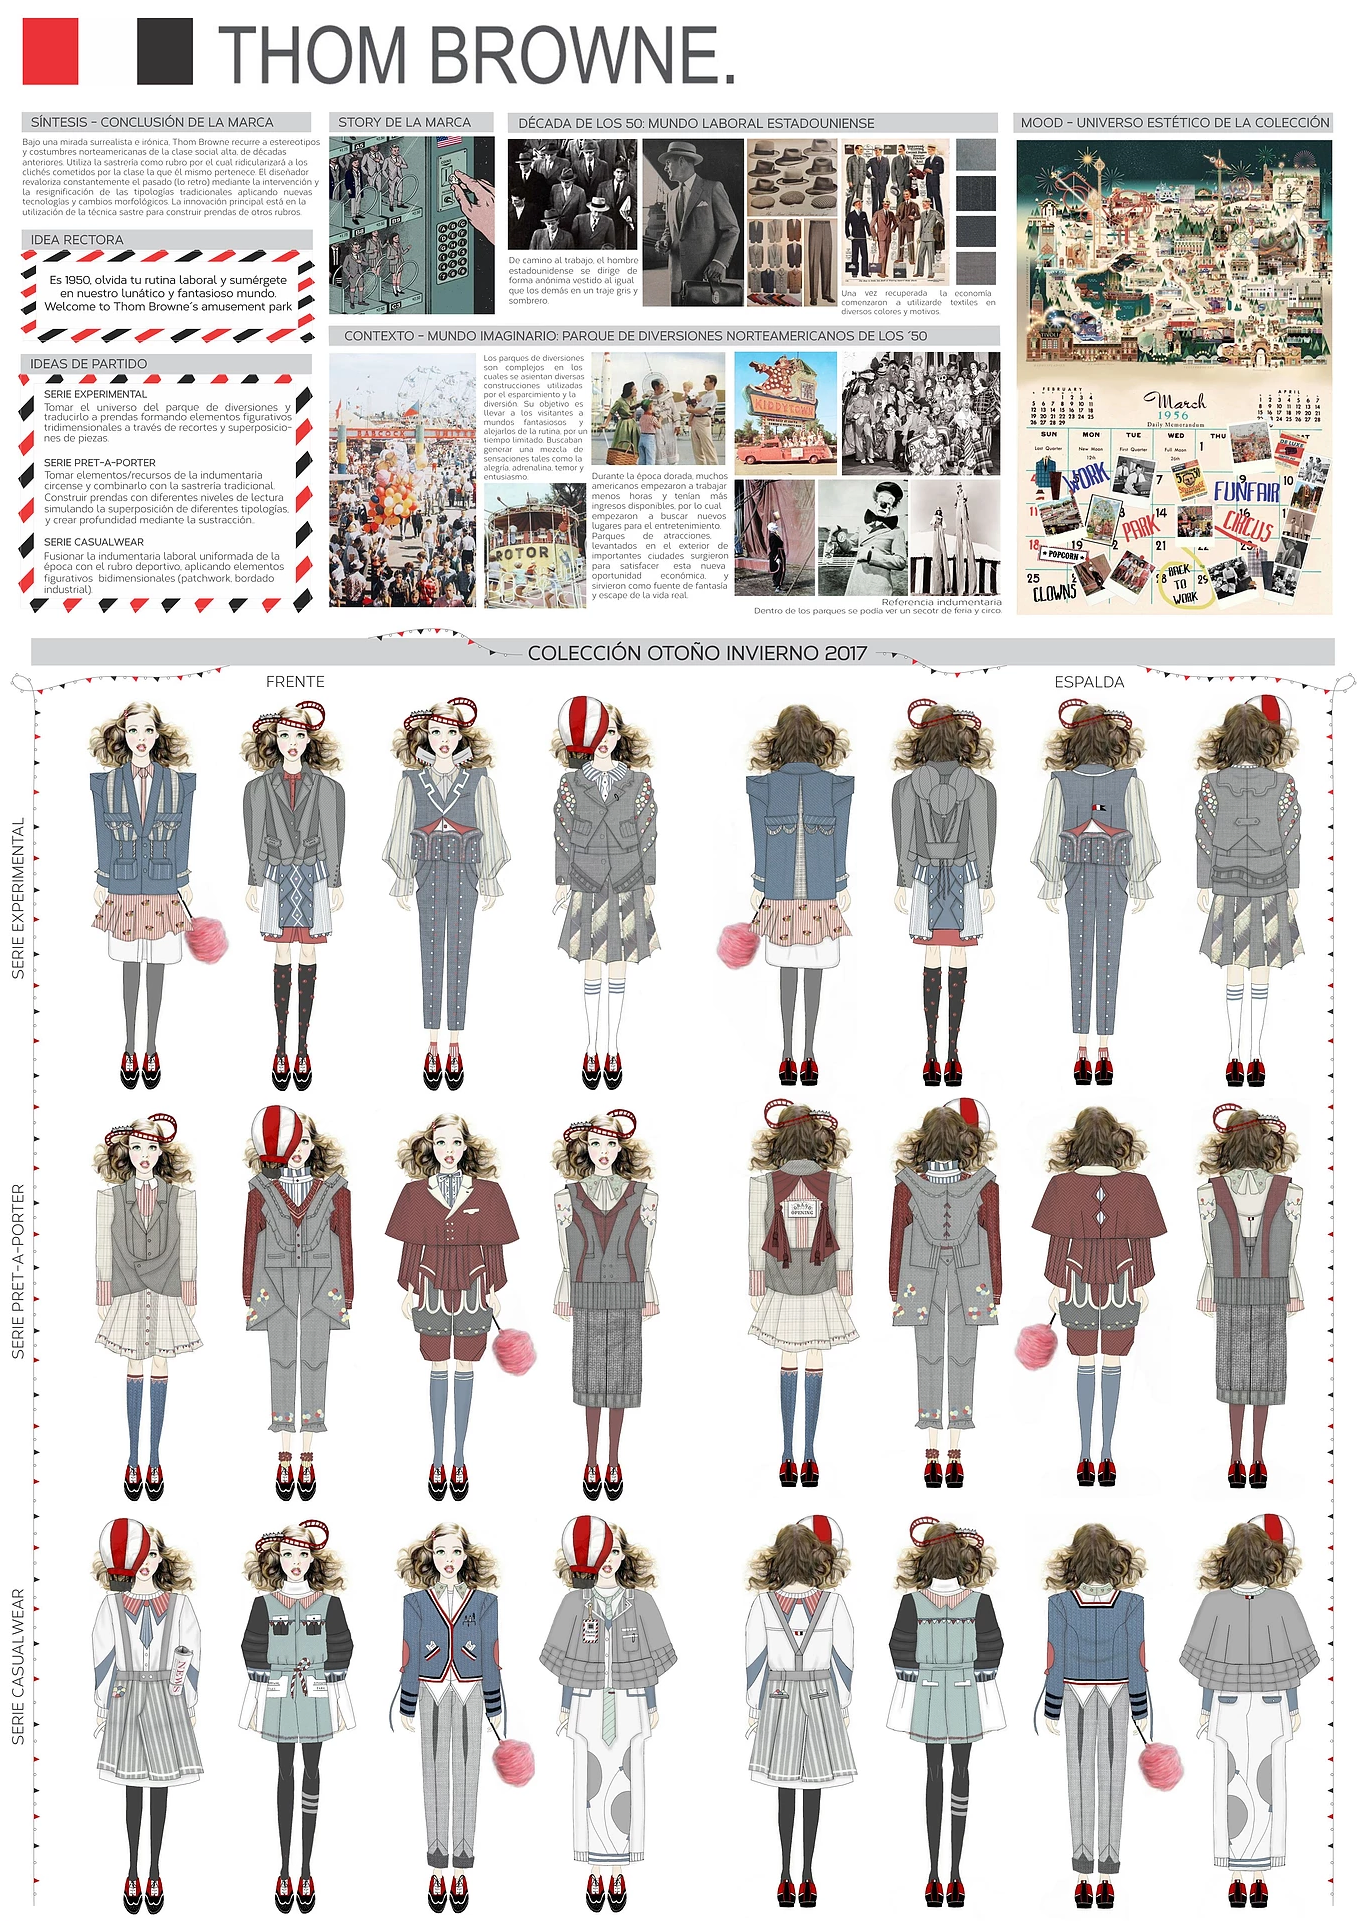 THOM BROWNE.
SÍNTESIS - CONCLUSIÓN DE LA MARCA
Bajo una mirada surrealista e irónica, Thom Browne recurre a estereotipos
y costumbres norteamericanas de la clase social alta, de décadas
anteriores. Utiliza la sastrería como rubro por el cual ridicularizará a los
clichés cometidos por la clase la que él mismo pertenece. El diseñador
revaloriza constantemente el pasado (lo retro) mediante la intervención y
la resignificación de las tipologías tradicionales aplicando nuevas
tecnologías y cambios morfológicos. La innovación principal está en la
utilización de la técnica sastre para construir prendas de otros rubros.
IDEA RECTORA
Es 1950, olvida tu rutina laboral y sumérgete
en nuestro lunático y fantasioso mundo.
Welcome to Thom Browne´s amusement park
IDEAS DE PARTIDO
SERIE EXPERIMENTAL
Tomar el universo del parque de diversiones y
traducirlo a prendas formando elementos figurativos
tridimensionales a través de recortes y superposicio-
nes de piezas.
SERIE PRET-A-PORTER
Tomar elementos/recursos de la indumentaria
circense y combinarlo con la sastrería tradicional.
Construir prendas con diferentes niveles de lectura
simulando la superposición de diferentes tipologías,
y crear profundidad mediante la sustracción.
SERIE CASUALWEAR
Fusionar la indumentaria laboral uniformada de la
época con el rubro deportivo, aplicando elementos
figurativos bidimensionales (patchwork, bordado
industrial).
STORY DE LA MARCA
DÉCADA DE LOS 50: MUNDO LABORAL ESTADOUNIENSE
De camino al trabajo, el hombre
estadounidense se dirige de
forma anónima vestido al igual
que los demás en un traje gris y
sombrero.
Una vez recuperada la economía
comenzaron a utilizarde textiles en
diversos colores y motivos.
CONTEXTO - MUNDO IMAGINARIO: PARQUE DE DIVERSIONES NORTEAMERICANOS DE LOS ´50
Los parques de diversiones
son complejos en los
cuales se asientan diversas
construcciones utilizadas
por el esparcimiento y la
diversión. Su objetivo es
llevar a los visitantes a
mundos fantasiosos y
alejarlos de la rutina, por un
tiempo limitado. Buscaban
generar una mezcla de
sensaciones tales como la
alegría, adrenalina, temor y
entusiasmo.
ROTOR
Durante la época dorada, muchos
americanos empezaron a trabajar
menos horas y tenían más
ingresos disponibles, por lo cual
empezaron a buscar nuevos
lugares para el entretenimiento.
Parques de atracciones,
levantados en el exterior de
importantes ciudades surgieron
para satisfacer esta nueva
oportunidad económica, y
sirvieron como fuente de fantasía
y escape de la vida real.
KIDDYTOWN
Referencia indumentaria
Dentro de los parques se podía ver un secotr de feria y circo.
MOOD - UNIVERSO ESTÉTICO DE LA COLECCIÓN
FEBRUARY
March
1956
Daily Memorandum
APRIL
SUN MON TUE WED THU
WORK
FUNFAIR
PARK
CIRCUS
POPCORN
CLOWNS
BACK
TO
WORK
COLECCIÓN OTOÑO INVIERNO 2017
FRENTE
ESPALDA
SERIE EXPERIMENTAL
SERIE PRET-A-PORTER
OPENING
SERIE CASUALWEAR
NEWS